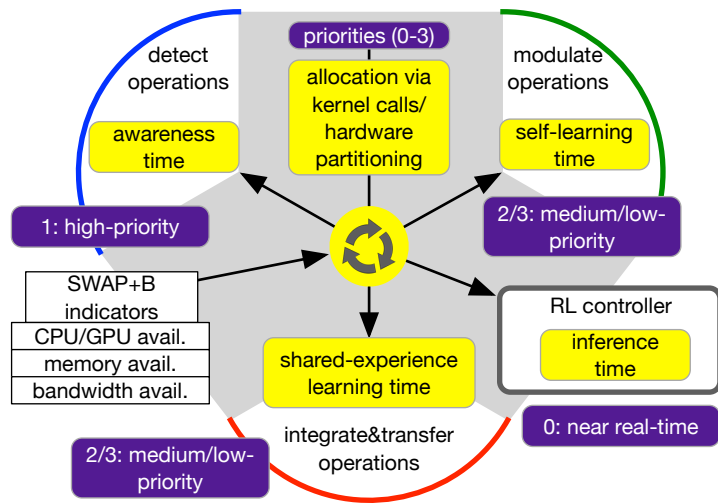 priorities (0-3)
detect
operations
modulate
operations
allocation via
kernel calls/
hardware
partitioning
awareness
time
self-learning
time
1: high-priority
2/3: medium/low-
priority
SWAP+B
indicators
CPU/GPU avail.
memory avail.
bandwidth avail.
RL controller
inference
time
shared-experience
learning time
0: near real-time
integrate&transfer
operations
2/3: medium/low-
priority